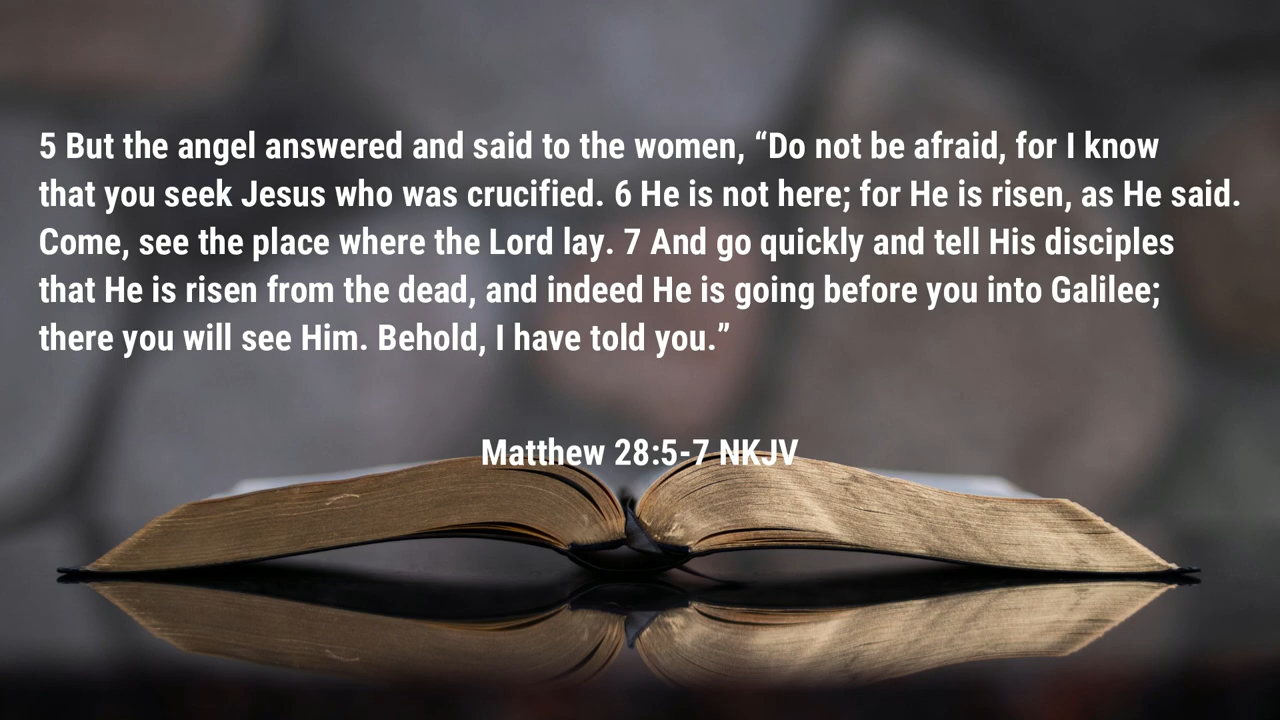 5 But the angel answered and said to the women, “Do not be afraid, for I know
that you seek Jesus who was crucified. 6 He is not here; for He is risen, as He said.
Come, see the place where the Lord lay. 7 And go quickly and tell His disciples
that He is risen from the dead, and indeed He is going before you into Galilee;
there you will see Him. Behold, I have told you.”
Matthew 28:5-7 NKJV